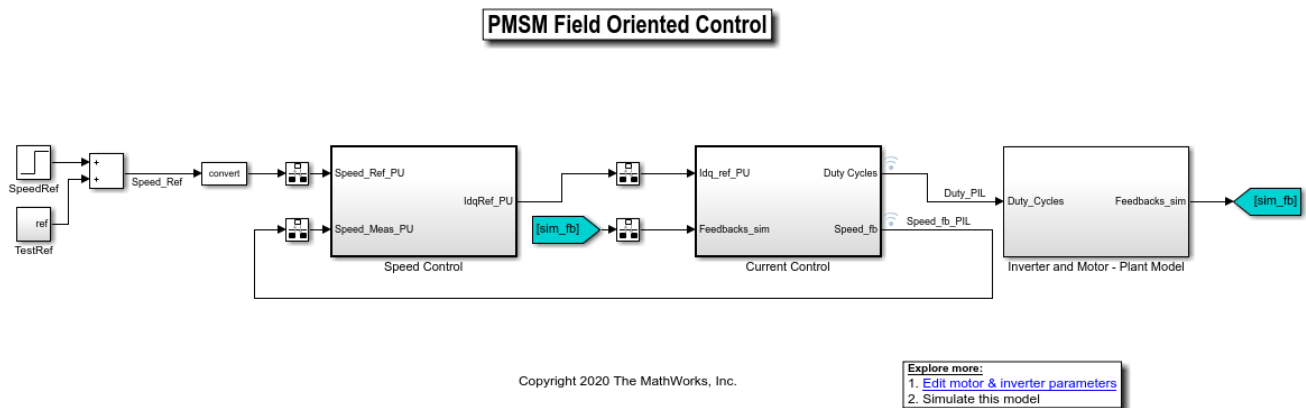 PMSM Field Oriented Control
SpeedRef
ref
TestRef
+
+
Speed_Ref
convert
Speed_Ref_PU
Speed_Meas_PU
IdqRef_PU
Speed Control
[sim_fb]
Idq_ref_PU
Feedbacks_sim
Duty Cycles
Speed_fb
Current Control
Duty_PIL
Speed_fb_PIL
Duty_Cycles
Feedbacks_sim
Inverter and Motor - Plant Model
[sim_fb]
Copyright 2020 The MathWorks, Inc.
Explore more:
1. Edit motor & inverter parameters
2. Simulate this model